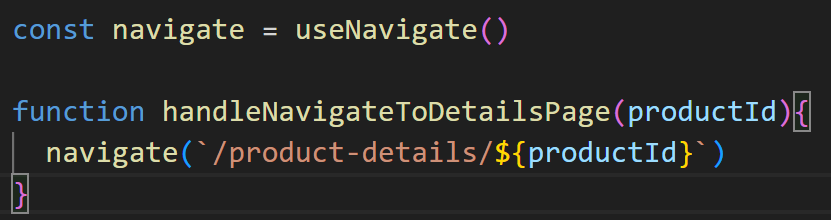 const navigate = useNavigate()
function handleNavigateToDetailsPage(productId){
navigate(`/product-details/${productId}`)
}